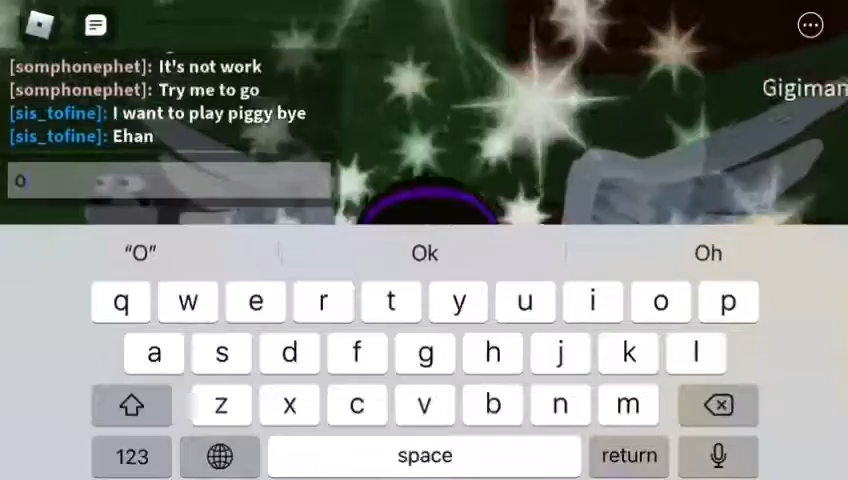 [somphonephet]: It's not work
[somphonephet]: Try me to go
[sis_tofine]: I want to play piggy bye
[sis_tofine]: Ehan
Gigiman
o
“O” Ok Oh
q w e r t y u i o p
a s d f g h j k l
z x c v b n m
123 space return